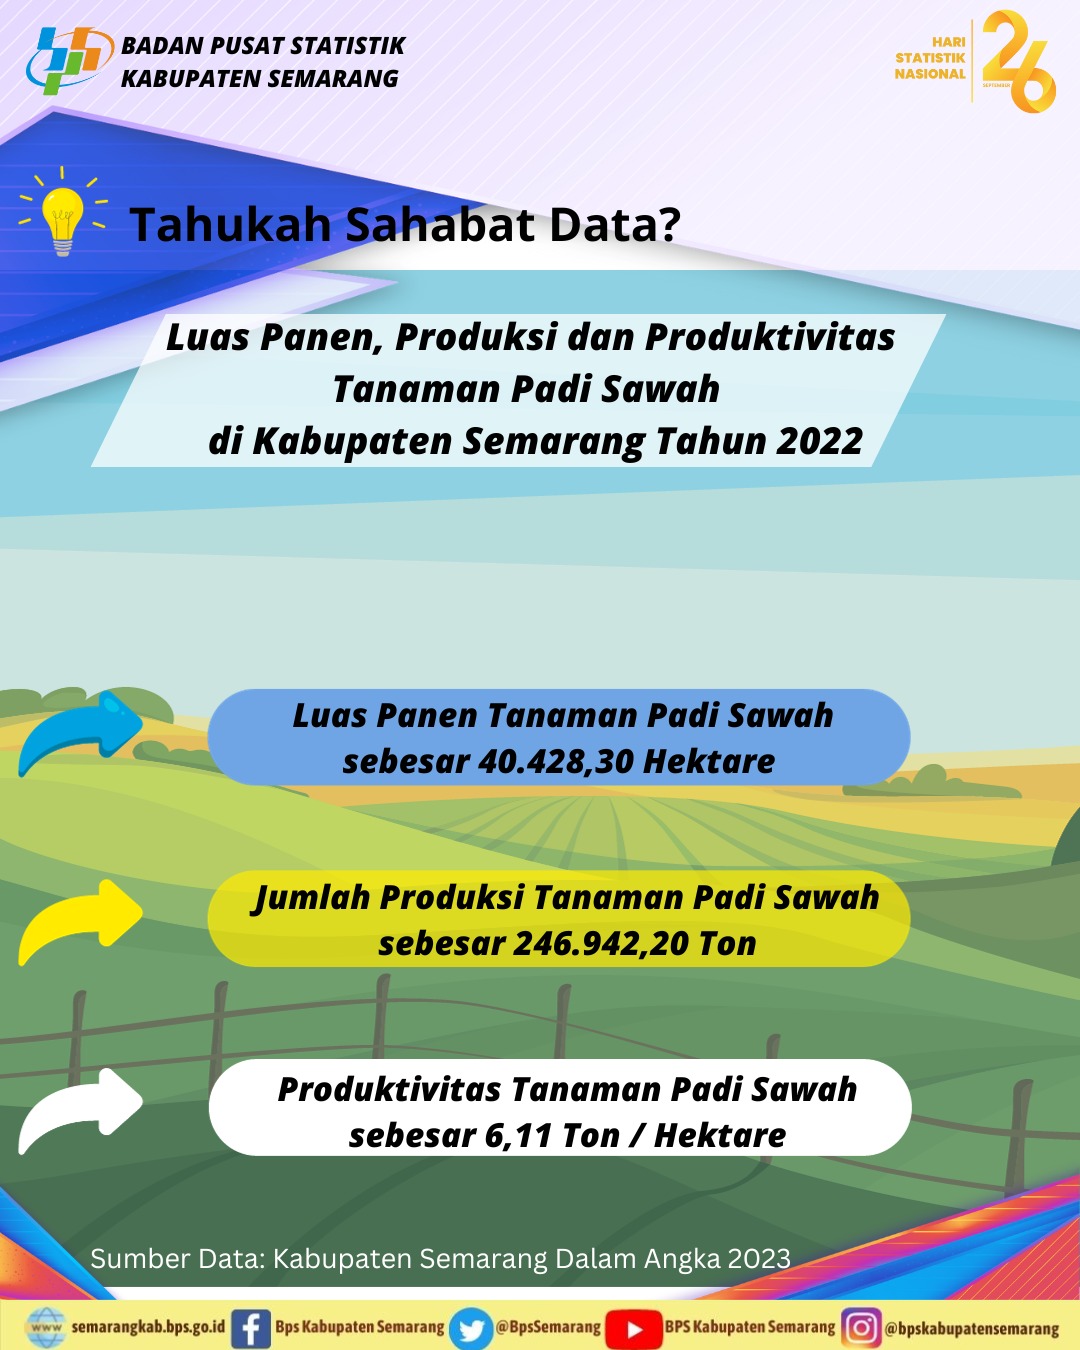 BADAN PUSAT STATISTIK
KABUPATEN SEMARANG
HARI
STATISTIK
NASIONAL
26
SEPTEMBER
Tahukah Sahabat Data?
Luas Panen, Produksi dan Produktivitas
Tanaman Padi Sawah
di Kabupaten Semarang Tahun 2022
Luas Panen Tanaman Padi Sawah
sebesar 40.428,30 Hektare
Jumlah Produksi Tanaman Padi Sawah
sebesar 246.942,20 Ton
Produktivitas Tanaman Padi Sawah
sebesar 6,11 Ton / Hektare
Sumber Data: Kabupaten Semarang Dalam Angka 2023
www semarangkab.bps.go.id f Bps Kabupaten Semarang @BpsSemarang BPS Kabupaten Semarang @bpskabupatensemarang